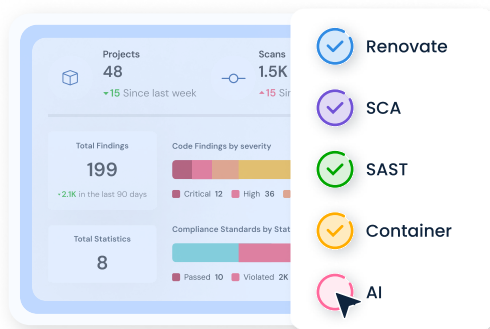 Projects
48
15 Since last week
Scans
1.5K
15
Total Findings
199
•2.1K in the last 90 days
Code Findings by severity
Critical 12 High 36
Total Statistics
8
Compliance Standards by
Passed 10 Violated 2K
Renovate
SCA
SAST
Container
AI